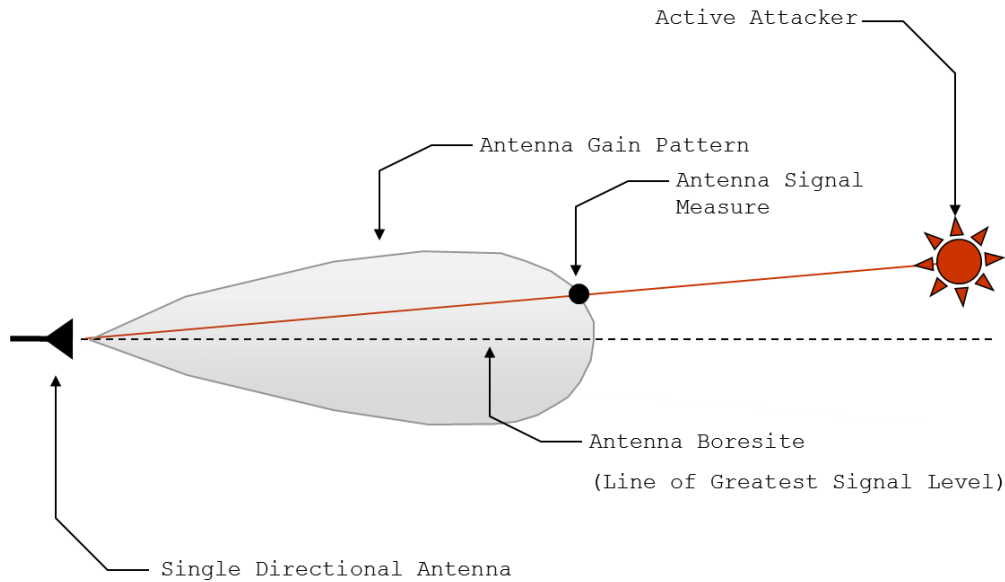 Active Attacker
Antenna Gain Pattern
Antenna Signal
Measure
Antenna Boresite
(Line of Greatest Signal Level)
Single Directional Antenna